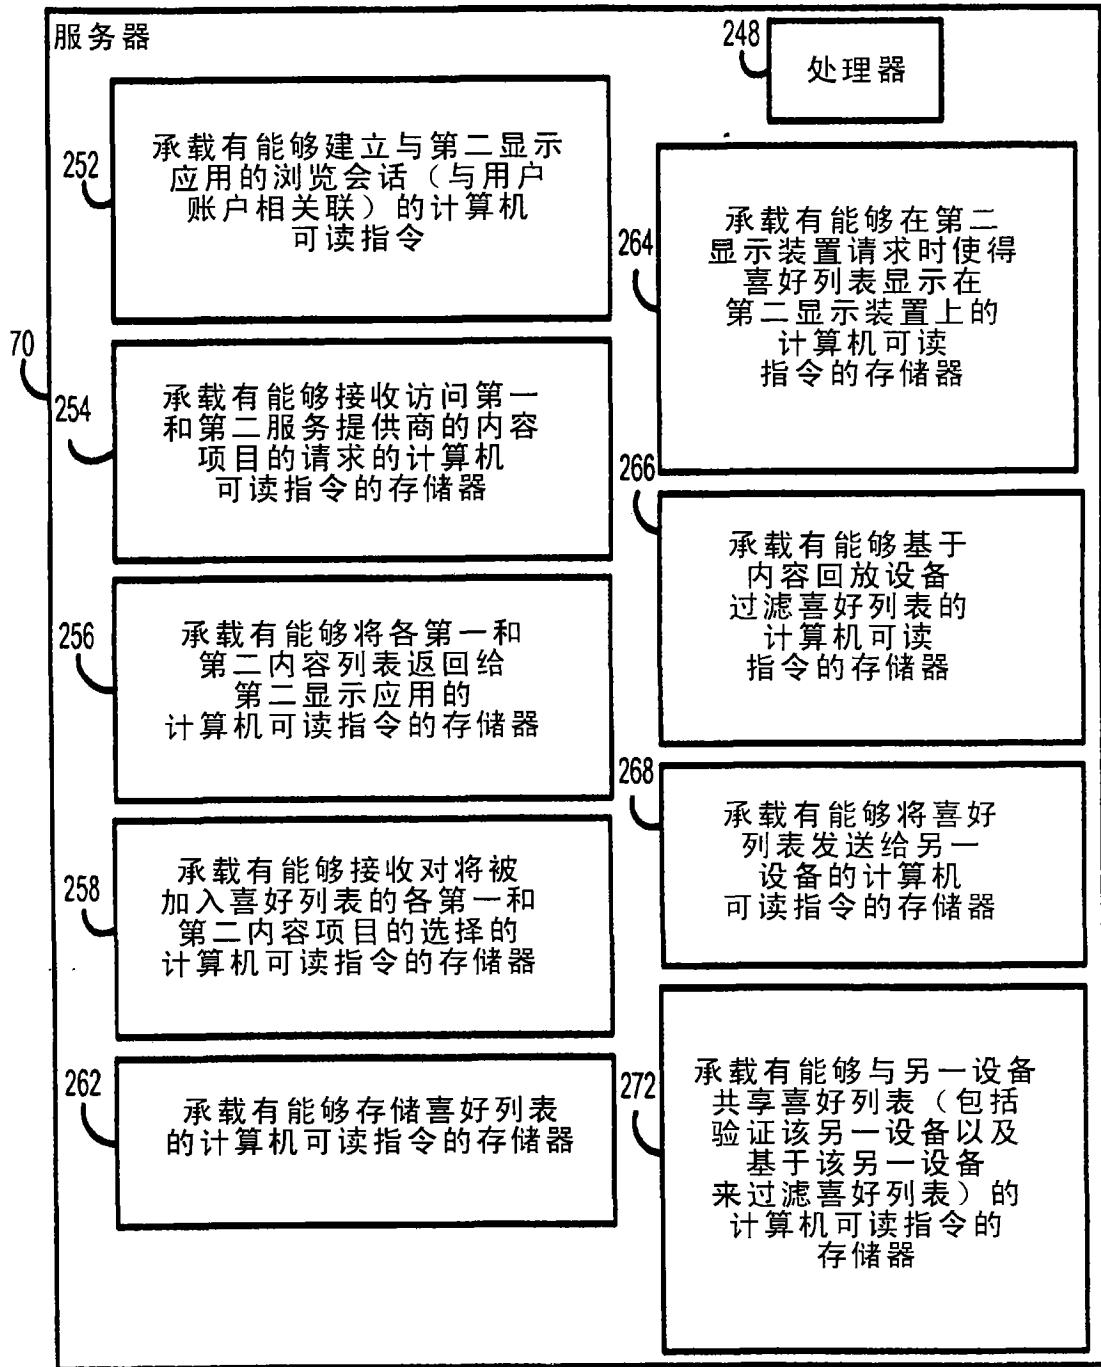 服务器
248
处理器
252
承载有能够建立与第二显示
应用的浏览会话（与用户
账户相关联）的计算机
可读指令
70
254
承载有能够接收访问第一
和第二服务提供商的内容
项目的请求的计算机
可读指令的存储器
256
承载有能够将各第一和
第二内容列表返回给
第二显示应用的
计算机可读指令的存储器
258
承载有能够接收对将被
加入喜好列表的各第一和
第二内容项目的选择的
计算机可读指令的存储器
262
承载有能够存储喜好列表
的计算机可读指令的存储器
264
承载有能够在第二
显示装置请求时使得
喜好列表显示在
第二显示装置上的
计算机可读
指令的存储器
266
承载有能够基于
内容回放设备
过滤喜好列表的
计算机可读
指令的存储器
268
承载有能够将喜好
列表发送给另一
设备的计算机
可读指令的存储器
272
承载有能够与另一设备
共享喜好列表（包括
验证该另一设备以及
基于该另一设备
来过滤喜好列表）的
计算机可读指令的
存储器